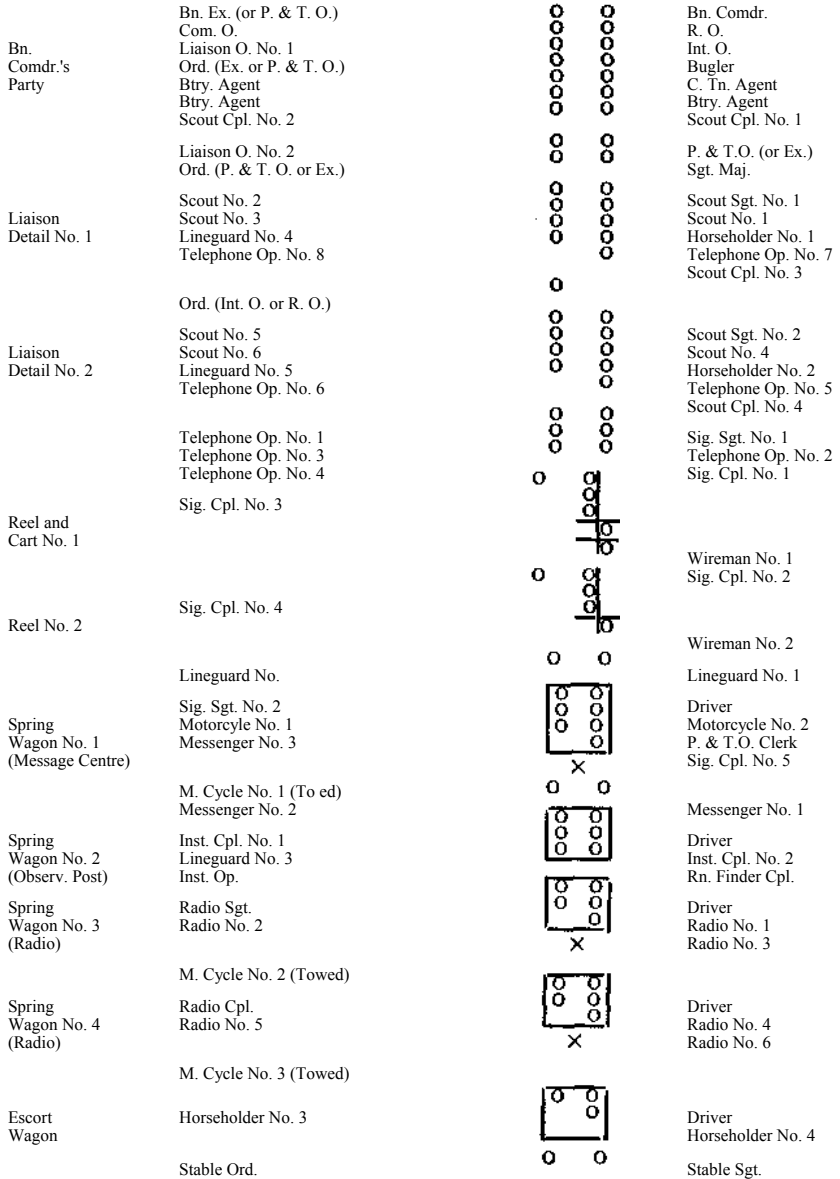 Bn. Ex. (or P. & T. O.) Bn. Comdr.
Com. O. R. O.
Bn. Liaison O. No. 1 Int. O.
Comdr.'s Ord. (Ex. or P. & T. O.) Bugler
Party Btry. Agent C. Tn. Agent
Btry. Agent Btry. Agent
Scout Cpl. No. 2 Scout Cpl. No. 1
Liaison O. No. 2 P. & T.O. (or Ex.)
Ord. (P. & T. O. or Ex.) Sgt. Maj.
Scout No. 2 Scout Sgt. No. 1
Liaison Scout No. 3 Scout No. 1
Detail No. 1 Lineguard No. 4 Horseholder No. 1
Telephone Op. No. 8 Telephone Op. No. 7
Scout Cpl. No. 3
Ord. (Int. O. or R. O.)
Scout No. 5 Scout Sgt. No. 2
Liaison Scout No. 6 Scout No. 4
Detail No. 2 Lineguard No. 5 Horseholder No. 2
Telephone Op. No. 6 Telephone Op. No. 5
Scout Cpl. No. 4
Telephone Op. No. 1 Sig. Sgt. No. 1
Telephone Op. No. 3 Telephone Op. No. 2
Telephone Op. No. 4 Sig. Cpl. No. 1
Sig. Cpl. No. 3
Reel and
Cart No. 1
Wireman No. 1
Sig. Cpl. No. 2
Sig. Cpl. No. 4
Reel No. 2
Wireman No. 2
Lineguard No. Lineguard No. 1
Sig. Sgt. No. 2 Driver
Spring Motorcyle No. 1 Motorcycle No. 2
Wagon No. 1 Messenger No. 3 P. & T.O. Clerk
(Message Centre) Sig. Cpl. No. 5
M. Cycle No. 1 (To ed)
Messenger No. 2 Messenger No. 1
Spring Inst. Cpl. No. 1 Driver
Wagon No. 2 Lineguard No. 3 Inst. Cpl. No. 2
(Observ. Post) Inst. Op. Rn. Finder Cpl.
Spring Radio Sgt. Driver
Wagon No. 3 Radio No. 2 Radio No. 1
(Radio) Radio No. 3
M. Cycle No. 2 (Towed)
Spring Radio Cpl. Driver
Wagon No. 4 Radio No. 5 Radio No. 4
(Radio) Radio No. 6
M. Cycle No. 3 (Towed)
Escort Horseholder No. 3 Driver
Wagon Horseholder No. 4
Stable Ord. Stable Sgt.